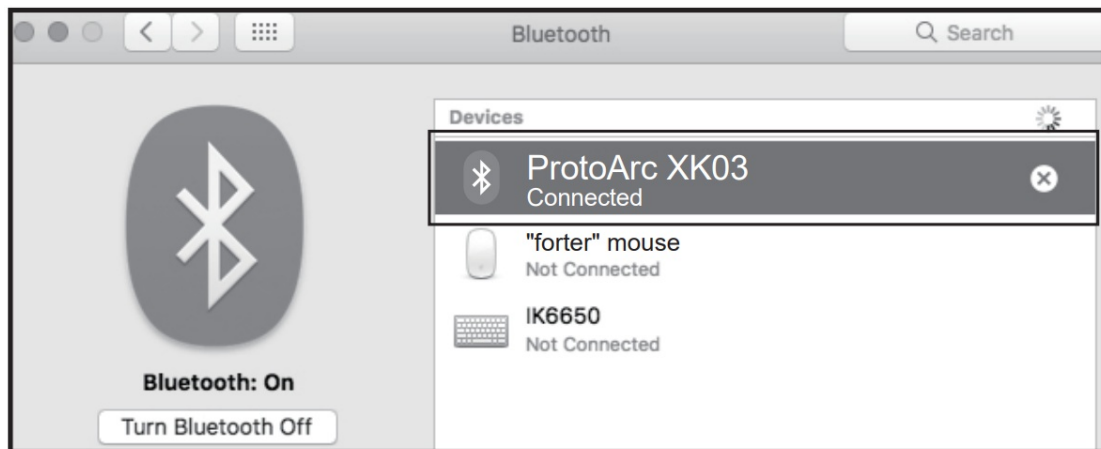 Bluetooth
Search
Devices
ProtoArc XK03
Connected
"forter" mouse
Not Connected
IK6650
Not Connected
Bluetooth: On
Turn Bluetooth Off